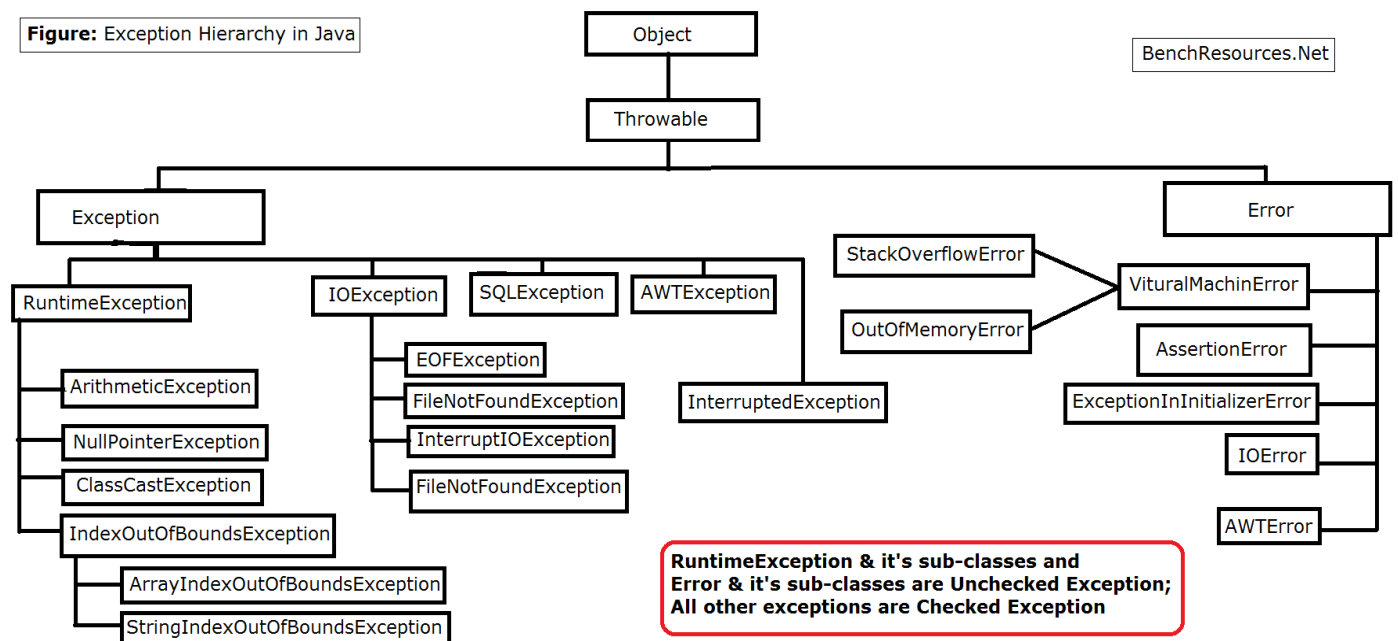 Figure: Exception Hierarchy in Java
Object
BenchResources.Net
Throwable
Exception
Error
RuntimeException
IOException
SQLException
AWTException
StackOverflowError
VituralMachinError
OutOfMemoryError
AssertionError
EOFException
ArithmeticException
FileNotFoundException
InterruptedException
ExceptionInInitializerError
NullPointerException
InterruptIOException
IOError
ClassCastException
FileNotFoundException
IndexOutOfBoundsException
AWTError
ArrayIndexOutOfBoundsException
StringIndexOutOfBoundsException
RuntimeException & it's sub-classes and
Error & it's sub-classes are Unchecked Exception;
All other exceptions are Checked Exception